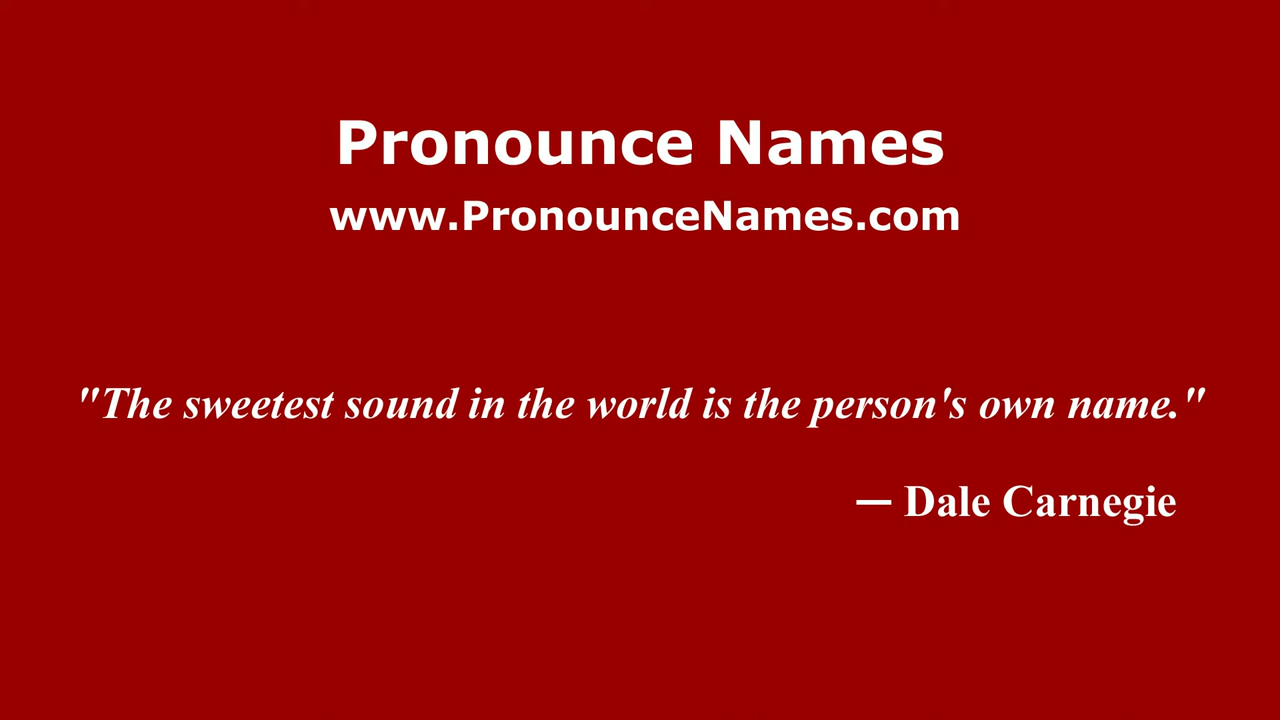 Pronounce Names
www.PronounceNames.com
"The sweetest sound in the world is the person's own name."
— Dale Carnegie